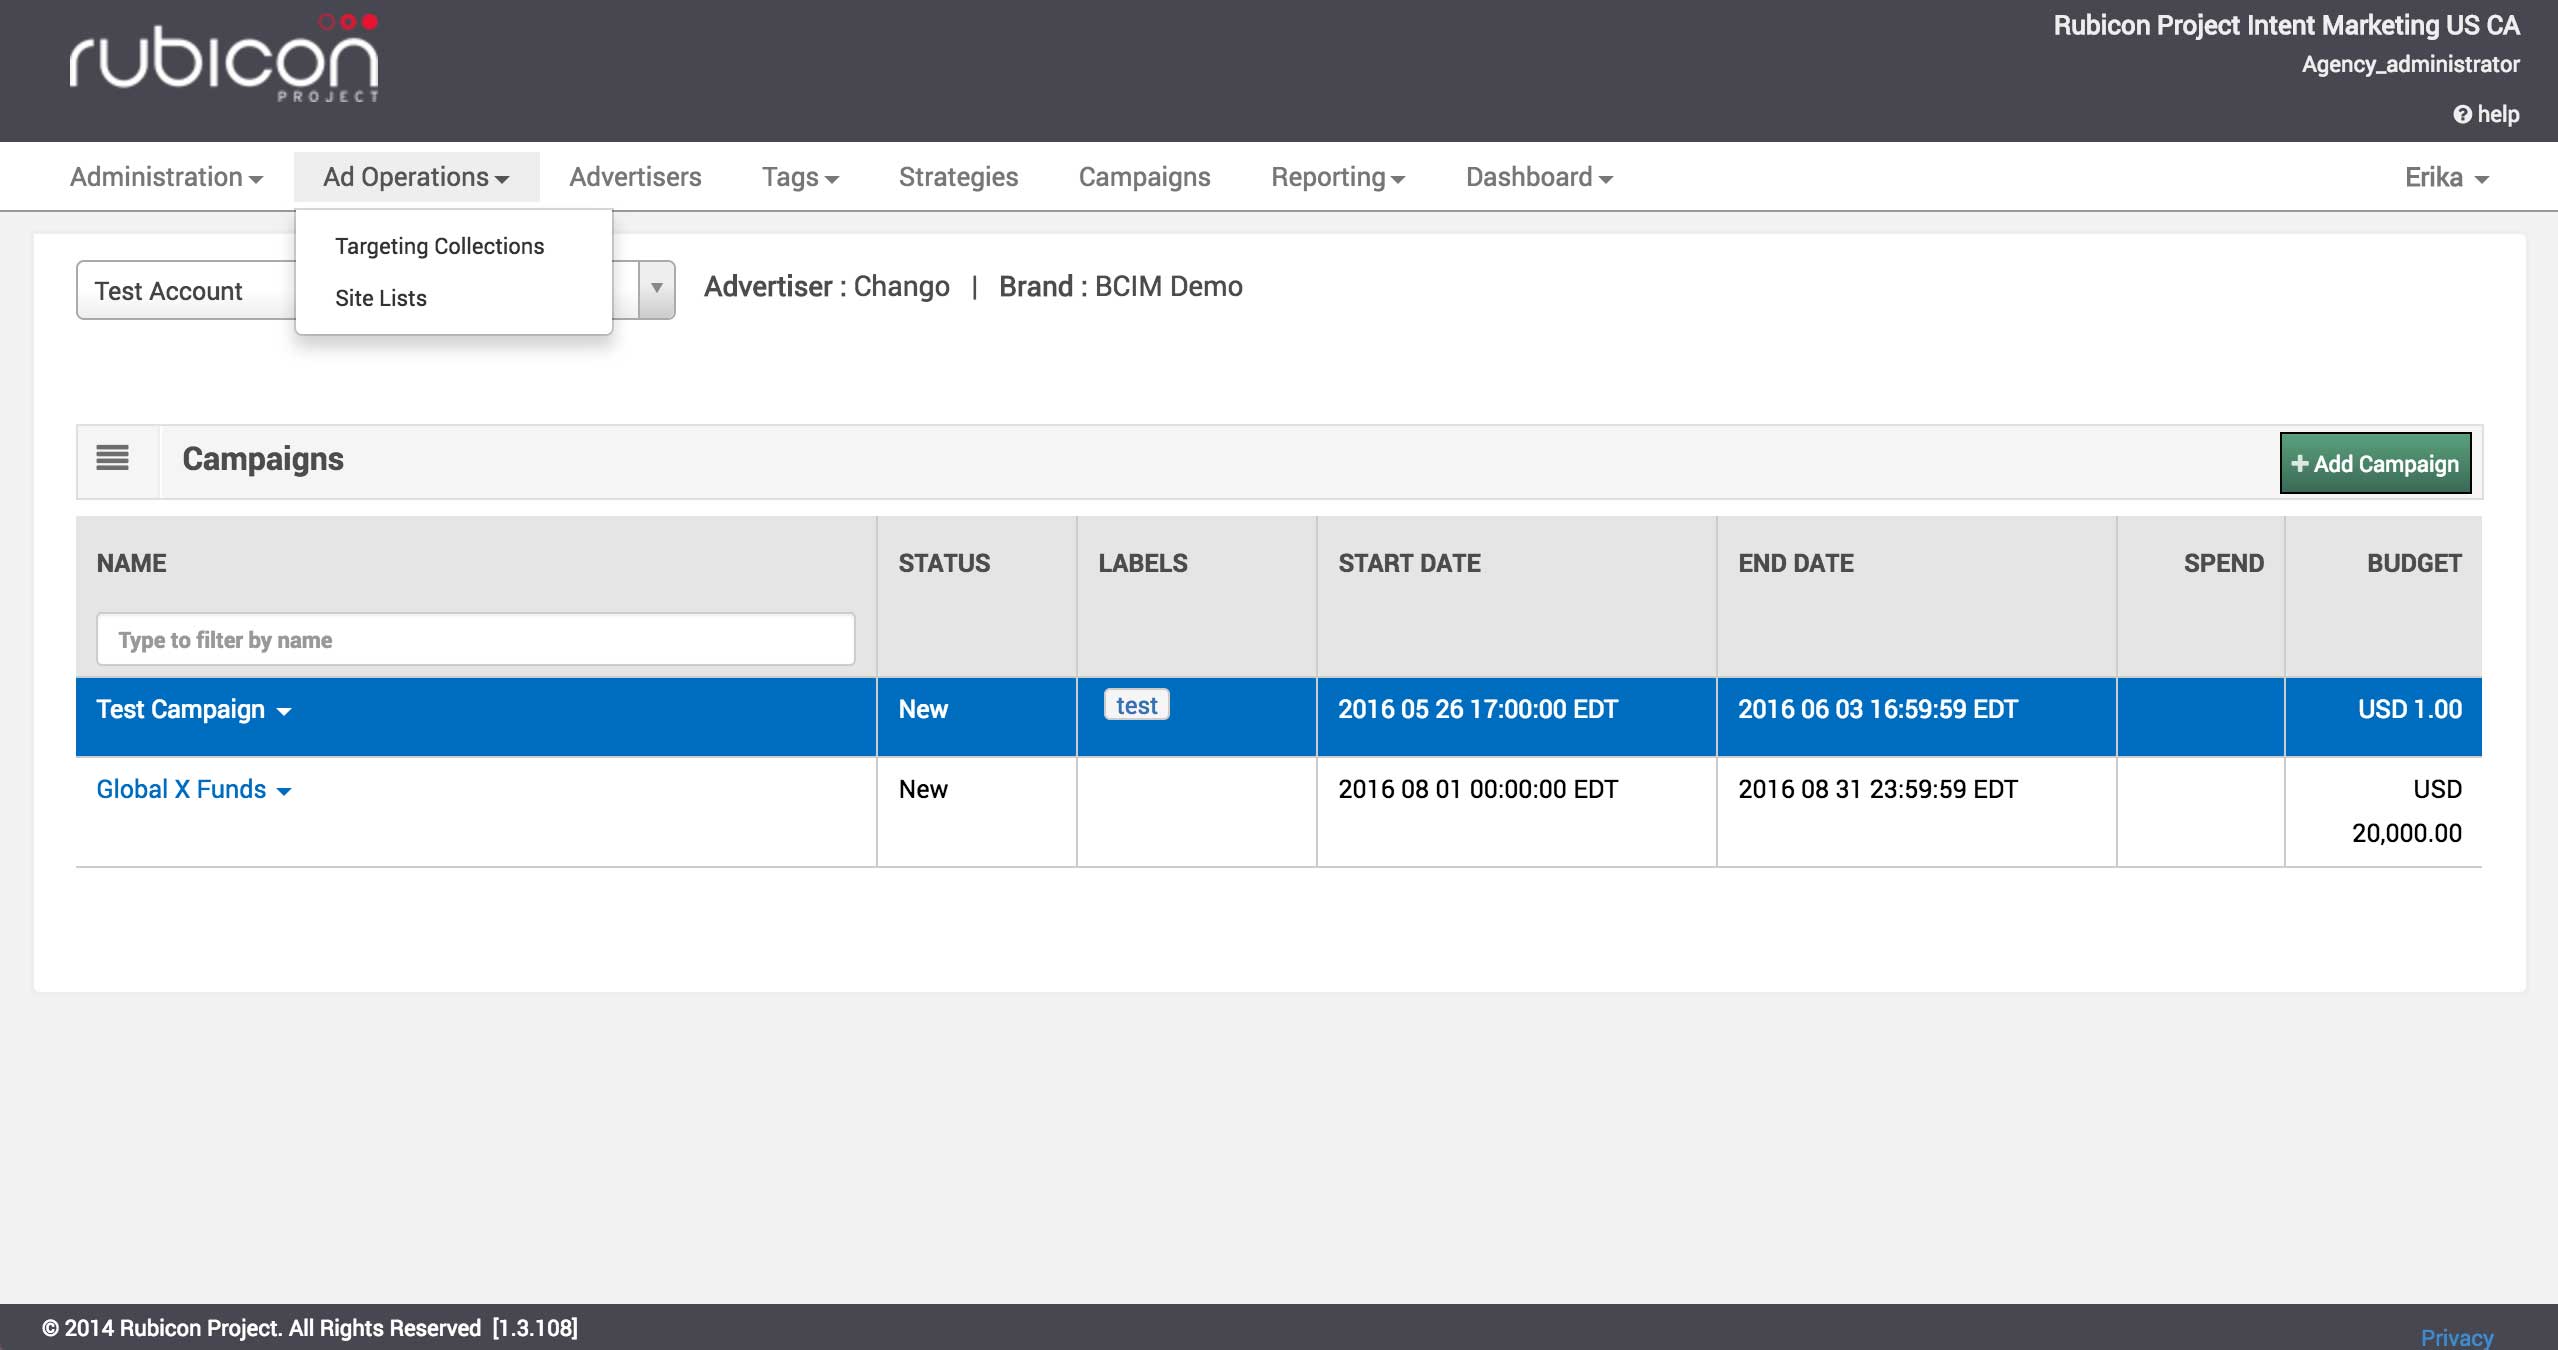 rubicon
PROJECT
Rubicon Project Intent Marketing US CA
Agency_administrator
help
Administration Ad Operations Advertisers Tags Strategies Campaigns Reporting Dashboard Erika
Targeting Collections
Site Lists
Test Account Advertiser : Chango | Brand : BCIM Demo
Campaigns + Add Campaign
NAME STATUS LABELS START DATE END DATE SPEND BUDGET
Type to filter by name
Test Campaign New test 2016 05 26 17:00:00 EDT 2016 06 03 16:59:59 EDT USD 1.00
Global X Funds New 2016 08 01 00:00:00 EDT 2016 08 31 23:59:59 EDT USD
20,000.00
© 2014 Rubicon Project. All Rights Reserved [1.3.108]
Privacy